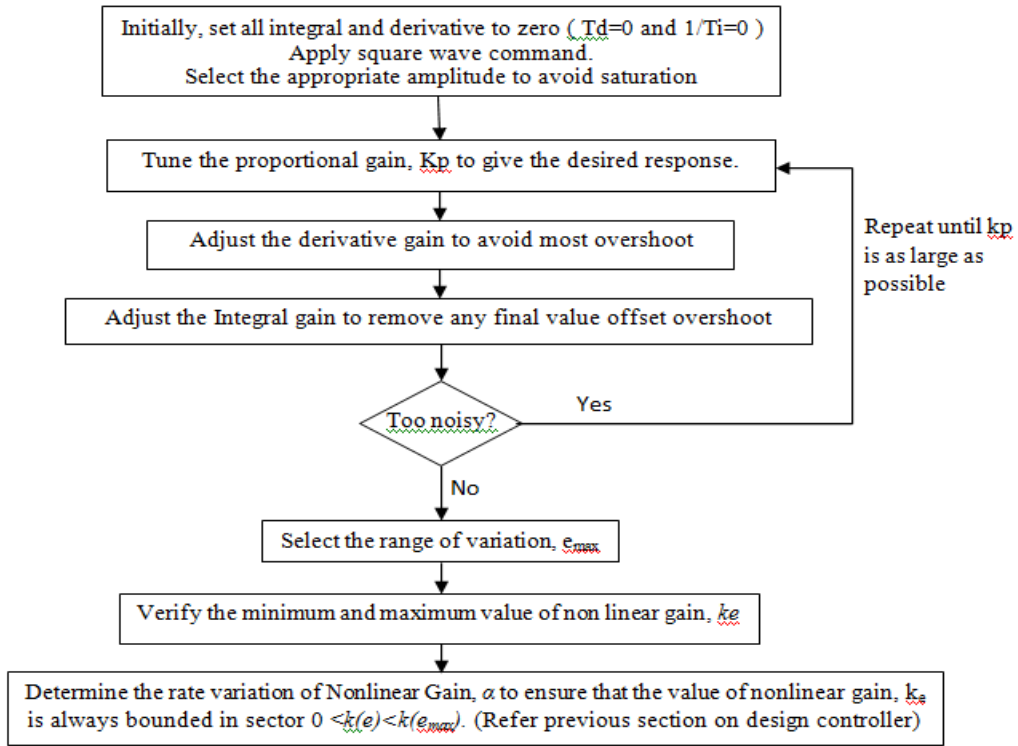 Initially, set all integral and derivative to zero ( Td=0 and 1/Ti=0 )
Apply square wave command.
Select the appropriate amplitude to avoid saturation
Tune the proportional gain, Kp to give the desired response.
Repeat until kp
is as large as
possible
Adjust the derivative gain to avoid most overshoot
Adjust the Integral gain to remove any final value offset overshoot
Too noisy?
Yes
No
Select the range of variation, emax
Verify the minimum and maximum value of non linear gain, ke
Determine the rate variation of Nonlinear Gain, α to ensure that the value of nonlinear gain, ke
is always bounded in sector 0 <k(e)<k(emax). (Refer previous section on design controller)